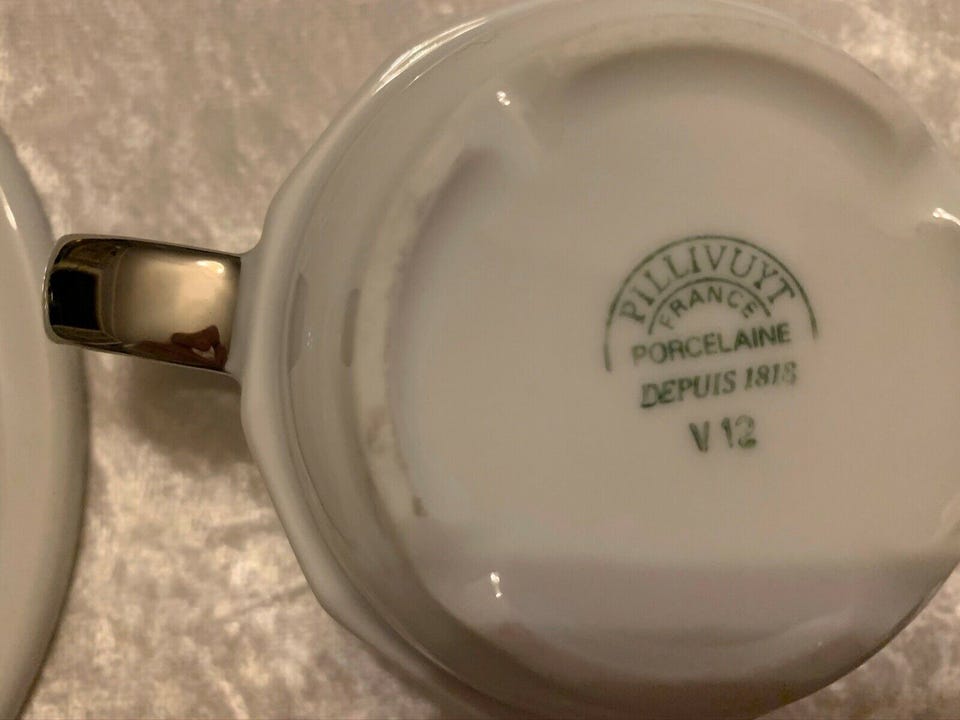 PILLIVUYT
FRANCE
PORCELAINE
DEPUIS 1818
V 12